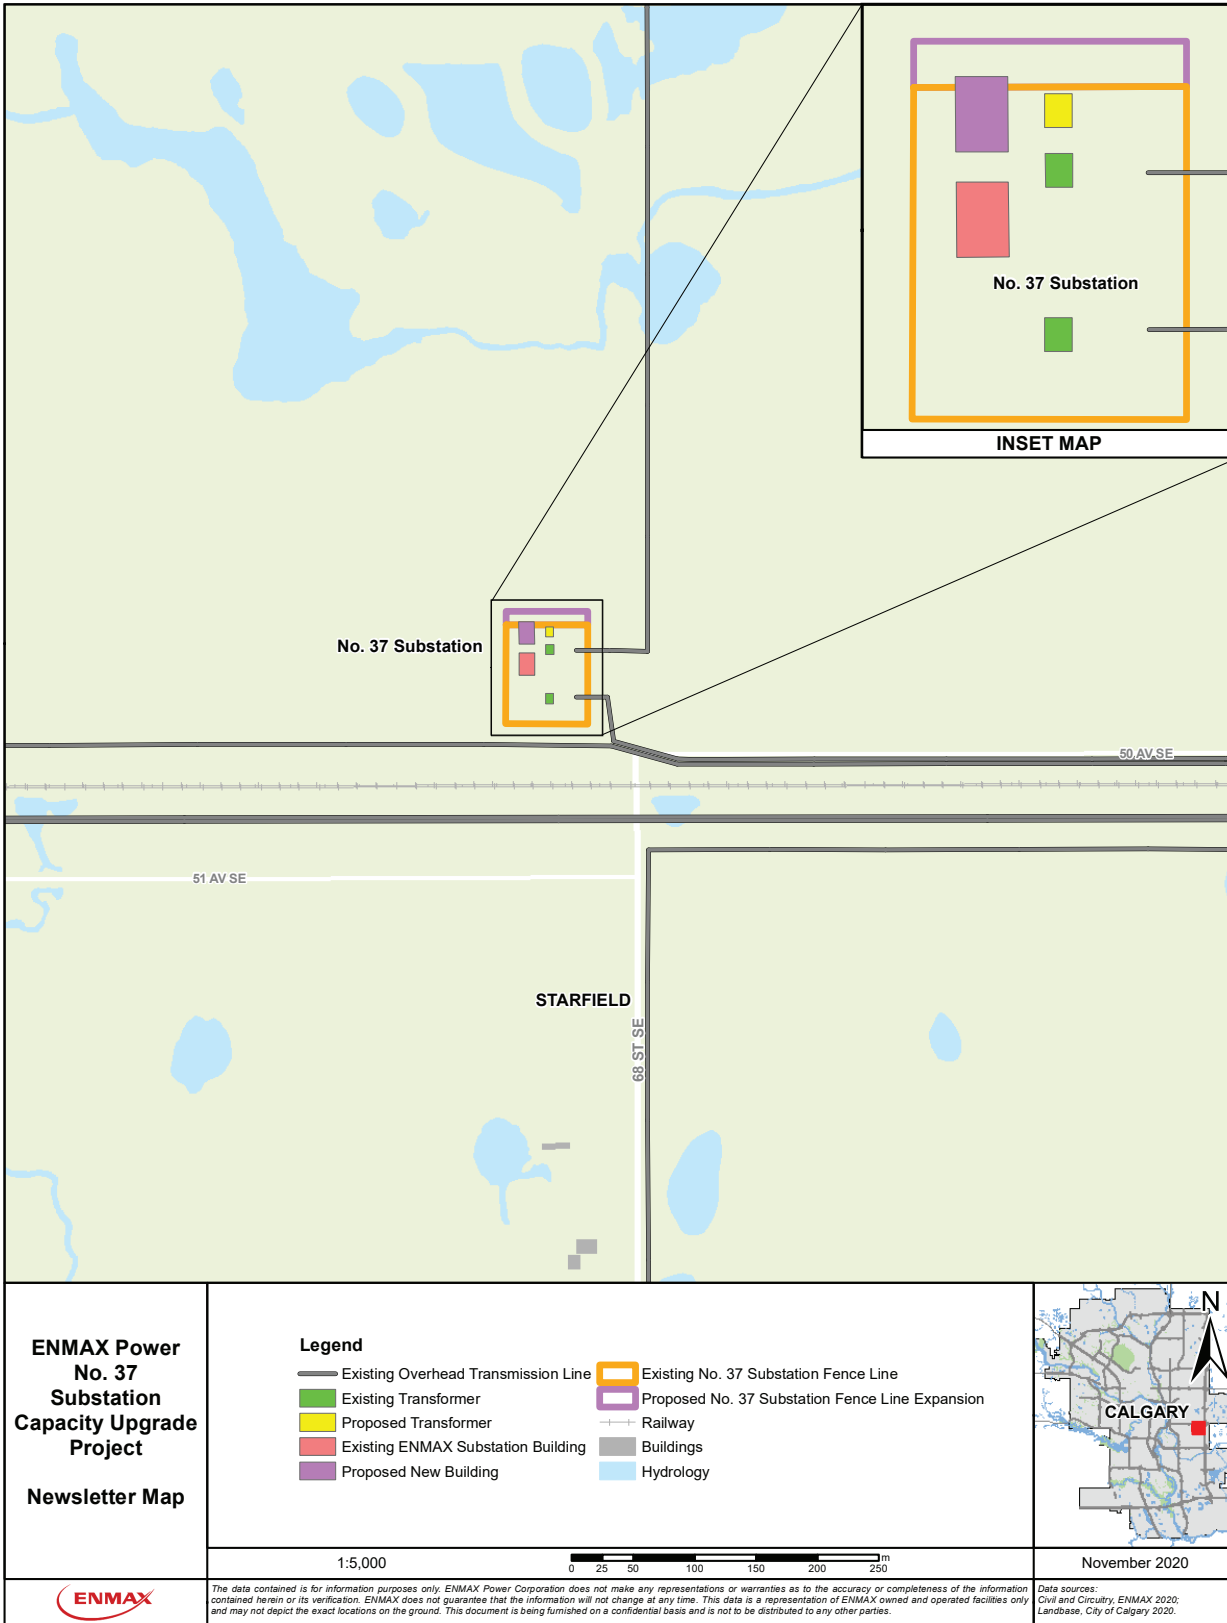 No. 37 Substation
INSET MAP
No. 37 Substation
50 AV SE
51 AV SE
STARFIELD
68 ST SE
ENMAX Power
No. 37
Substation
Capacity Upgrade
Project
Newsletter Map
Legend
Existing Overhead Transmission Line
Existing Transformer
Proposed Transformer
Existing ENMAX Substation Building
Proposed New Building
Existing No. 37 Substation Fence Line
Proposed No. 37 Substation Fence Line Expansion
Railway
Buildings
Hydrology
N
CALGARY
1:5,000
0 25 50 100 150 200 250 m
November 2020
ENMAX
The data contained is for information purposes only. ENMAX Power Corporation does not make any representations or warranties as to the accuracy or completeness of the information
contained herein or its verification. ENMAX does not guarantee that the information will not change at any time. This data is a representation of ENMAX owned and operated facilities only
and may not depict the exact locations on the ground. This document is being furnished on a confidential basis and is not to be distributed to any other parties.
Data sources:
Civil and Circuitry, ENMAX 2020;
Landbase, City of Calgary 2020.